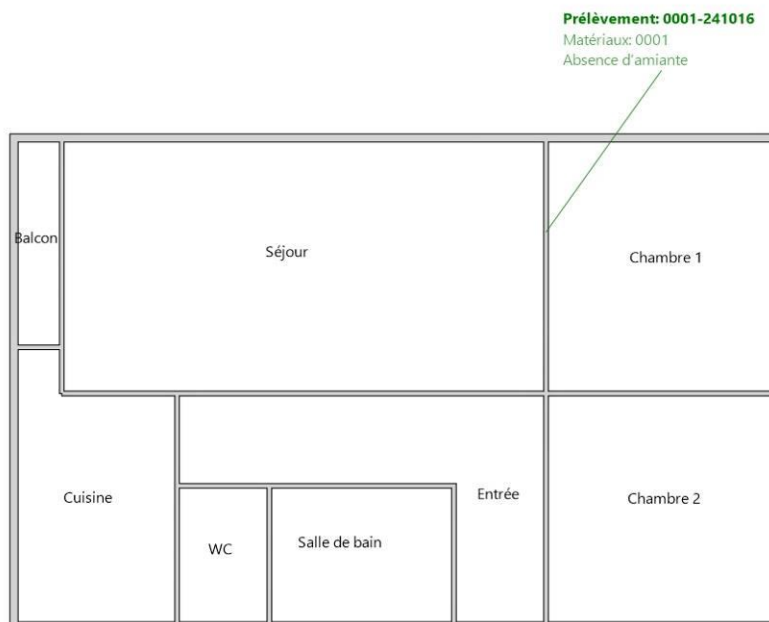 Prélèvement: 0001-241016
Matériaux: 0001
Absence d'amiante
Balcon
Séjour
Chambre 1
Cuisine
Entrée
Chambre 2
WC
Salle de bain